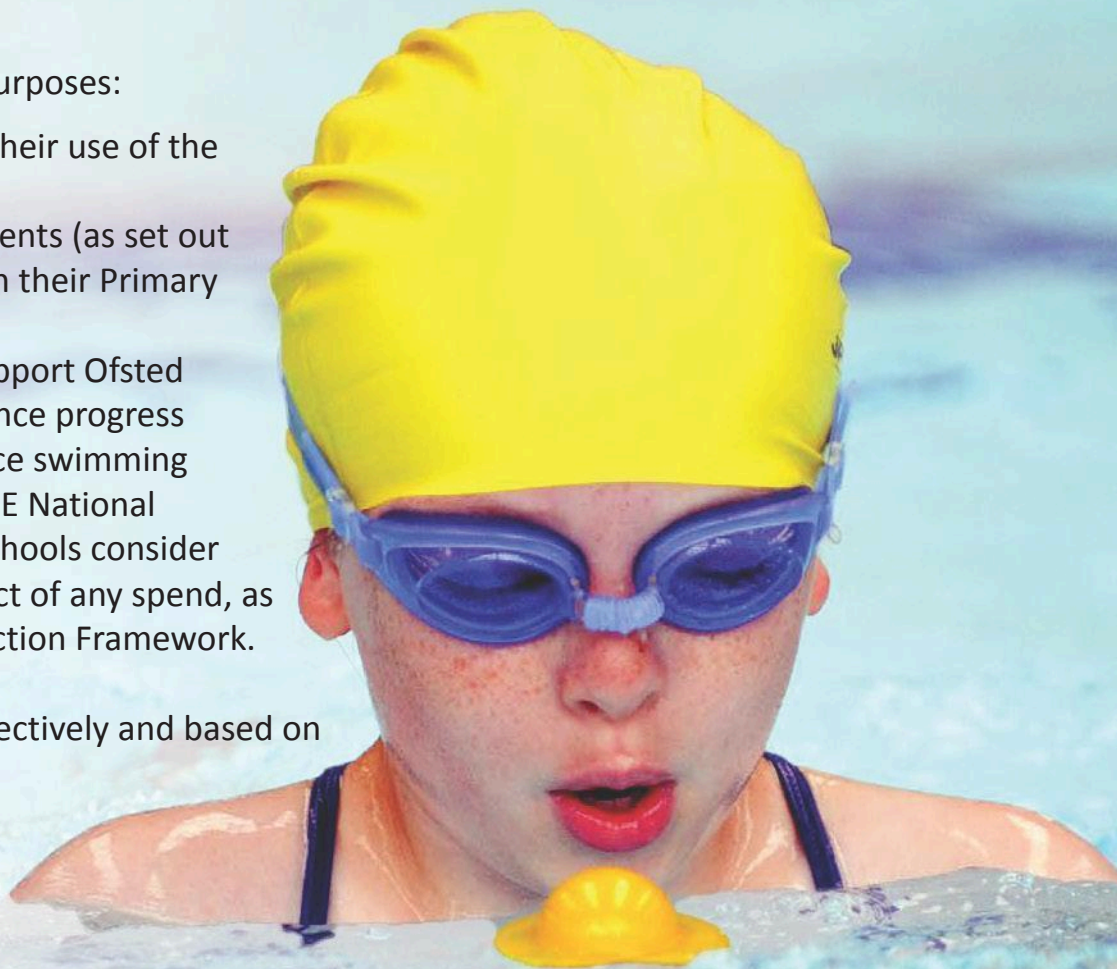 urposes:
heir use of the
ents (as set out
n their Primary
pport Ofsted
nce progress
ce swimming
E National
chools consider
ct of any spend, as
ction Framework.
ectively and based on